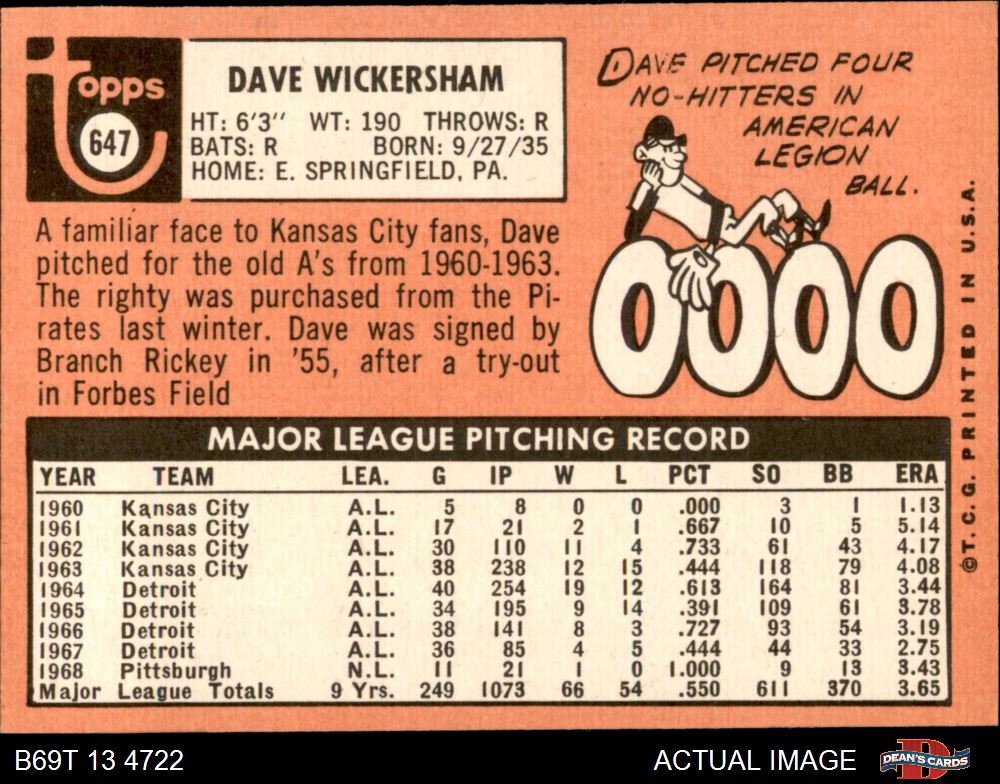 Topps
647
DAVE WICKERSHAM
HT: 6'3" WT: 190 THROWS: R
BATS: R BORN: 9/27/35
HOME: E. SPRINGFIELD, PA.
DAVE PITCHED FOUR
NO-HITTERS IN
AMERICAN
LEGION
BALL.
A familiar face to Kansas City fans, Dave
pitched for the old A's from 1960-1963.
The righty was purchased from the Pi-
rates last winter. Dave was signed by
Branch Rickey in '55, after a try-out
in Forbes Field
0000
©T.C.G. PRINTED IN U.S.A.
MAJOR LEAGUE PITCHING RECORD
YEAR TEAM LEA. G IP W L PCT SO BB ERA
1960 Kansas City A.L. 5 8 0 0 .000 3 1 1.13
1961 Kansas City A.L. 17 21 2 1 .667 10 5 5.14
1962 Kansas City A.L. 30 110 11 4 .733 61 43 4.17
1963 Kansas City A.L. 38 238 12 15 .444 118 79 4.08
1964 Detroit A.L. 40 254 19 12 .613 164 81 3.44
1965 Detroit A.L. 34 195 9 14 .391 109 61 3.78
1966 Detroit A.L. 38 141 8 3 .727 93 54 3.19
1967 Detroit A.L. 36 85 4 5 .444 44 33 2.75
1968 Pittsburgh N.L. 11 21 1 0 1.000 9 13 3.43
Major League Totals 9 Yrs. 249 1073 66 54 .550 611 370 3.65
B69T 13 4722 ACTUAL IMAGE
D
DEAN'S CARDS